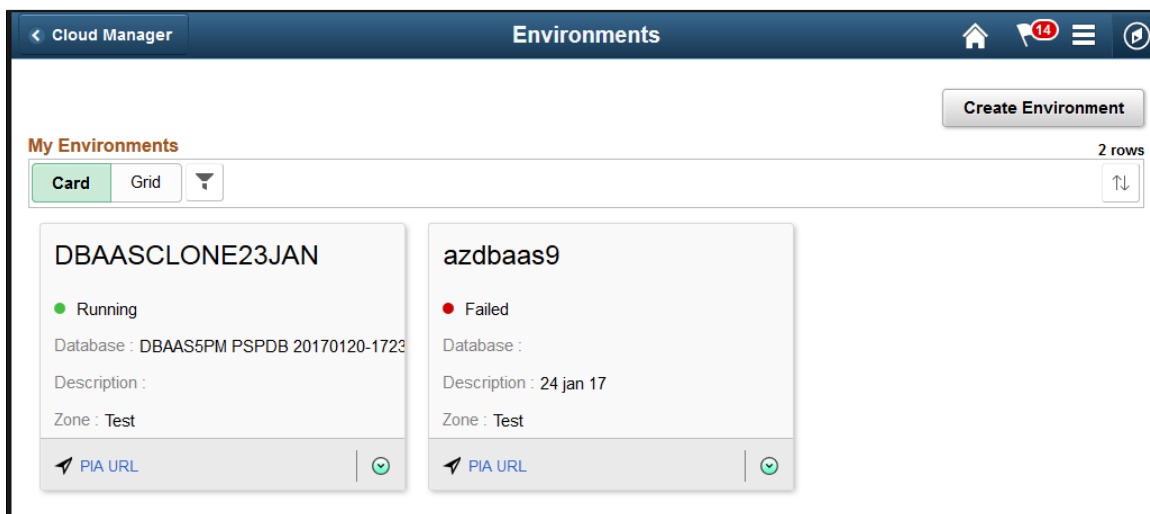 Cloud Manager
Environments
14
Create Environment
My Environments
2 rows
Card
Grid
DBAASCLONE23JAN
Running
Database : DBAAS5PM PSPDB 20170120-1723
Description :
Zone : Test
PIA URL
azdbaas9
Failed
Database :
Description : 24 jan 17
Zone : Test
PIA URL